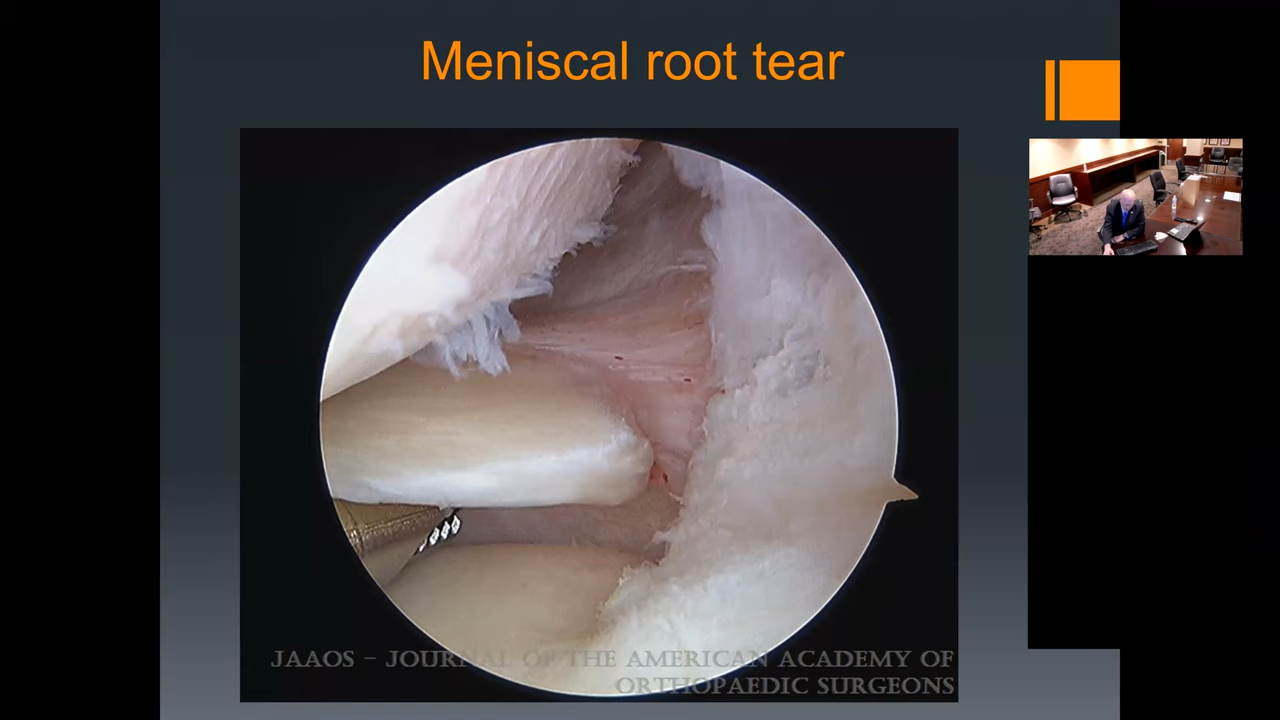 Meniscal root tear
JAAOS – JOURNAL OF THE AMERICAN ACADEMY OF
ORTHOPAEDIC SURGEONS